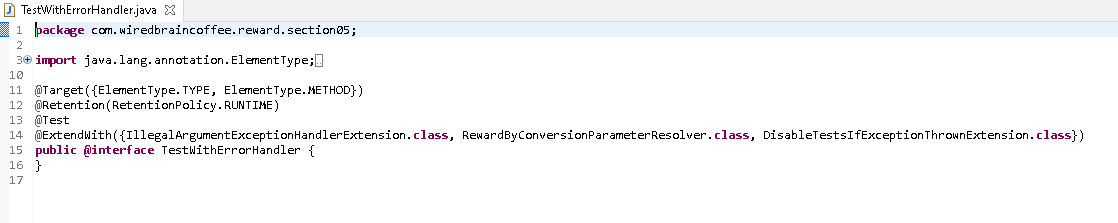 TestWithErrorHandler.java
1 package com.wiredbraincoffee.reward.section05;
2
3 import java.lang.annotation.ElementType;
10
11 @Target({ElementType.TYPE, ElementType.METHOD})
12 @Retention(RetentionPolicy.RUNTIME)
13 @Test
14 @ExtendWith({IllegalArgumentExceptionHandlerExtension.class, RewardByConversionParameterResolver.class, DisableTestsIfExceptionThrownExtension.class})
15 public @interface TestWithErrorHandler {
16 }
17